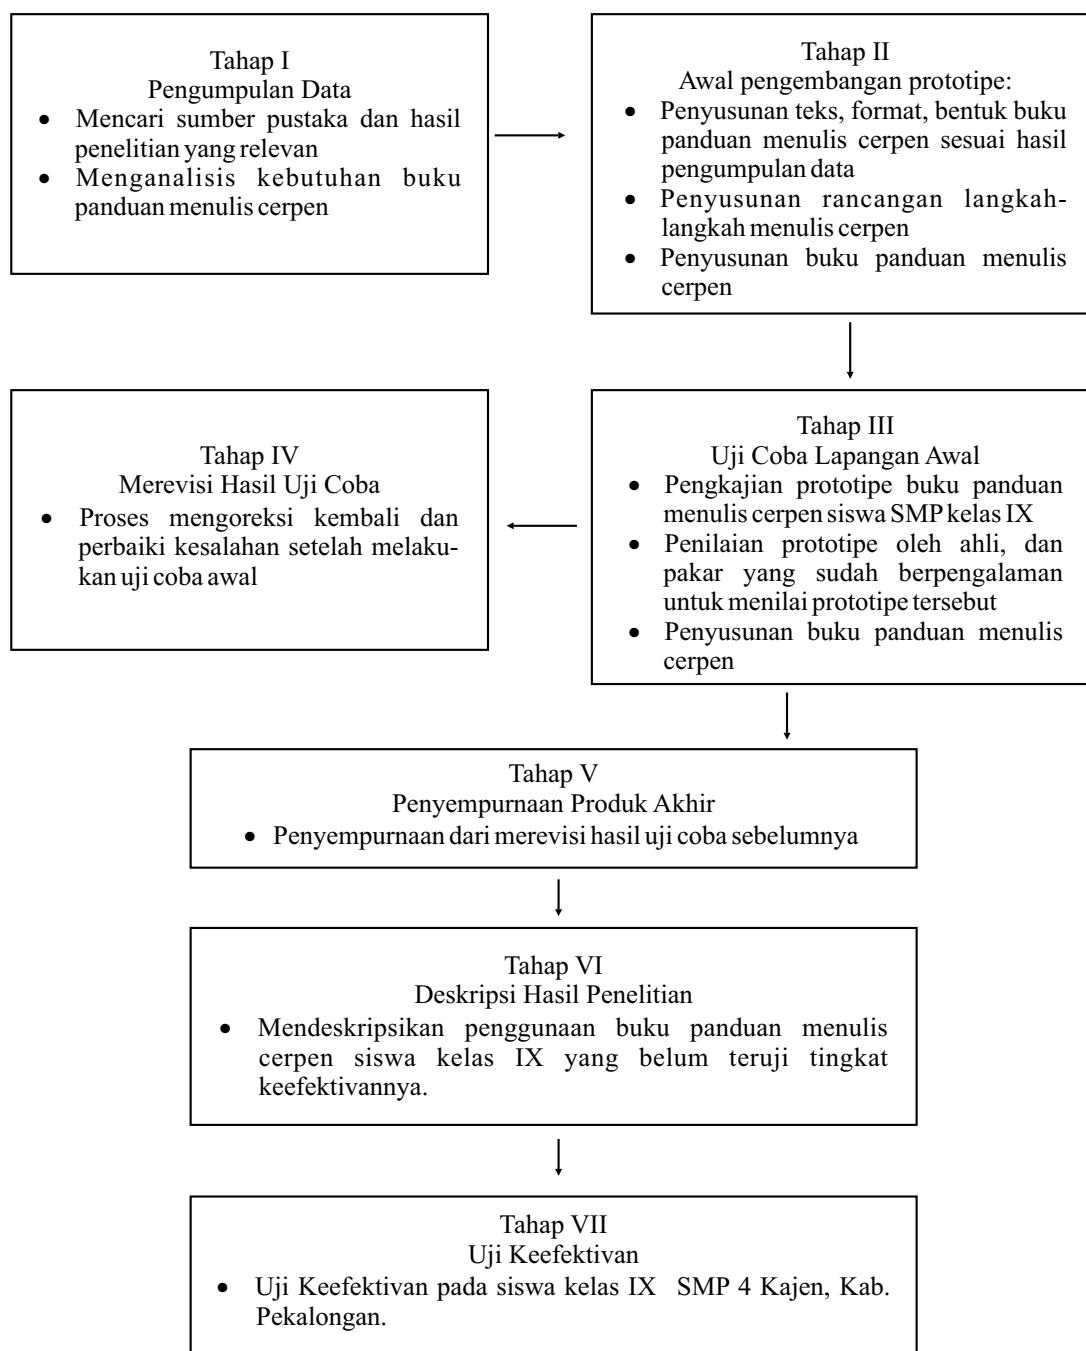 Tahap I
Pengumpulan Data
• Mencari sumber pustaka dan hasil
penelitian yang relevan
• Menganalisis kebutuhan buku
panduan menulis cerpen
Tahap II
Awal pengembangan prototipe:
• Penyusunan teks, format, bentuk buku
panduan menulis cerpen sesuai hasil
pengumpulan data
• Penyusunan rancangan langkah-
langkah menulis cerpen
• Penyusunan buku panduan menulis
cerpen
Tahap III
Uji Coba Lapangan Awal
• Pengkajian prototipe buku panduan
menulis cerpen siswa SMP kelas IX
• Penilaian prototipe oleh ahli, dan
pakar yang sudah berpengalaman
untuk menilai prototipe tersebut
• Penyusunan buku panduan menulis
cerpen
Tahap IV
Merevisi Hasil Uji Coba
• Proses mengoreksi kembali dan
perbaiki kesalahan setelah melaku-
kan uji coba awal
Tahap V
Penyempurnaan Produk Akhir
• Penyempurnaan dari merevisi hasil uji coba sebelumnya
Tahap VI
Deskripsi Hasil Penelitian
• Mendeskripsikan penggunaan buku panduan menulis
cerpen siswa kelas IX yang belum teruji tingkat
keefektivannya.
Tahap VII
Uji Keefektivan
• Uji Keefektivan pada siswa kelas IX SMP 4 Kajen, Kab.
Pekalongan.